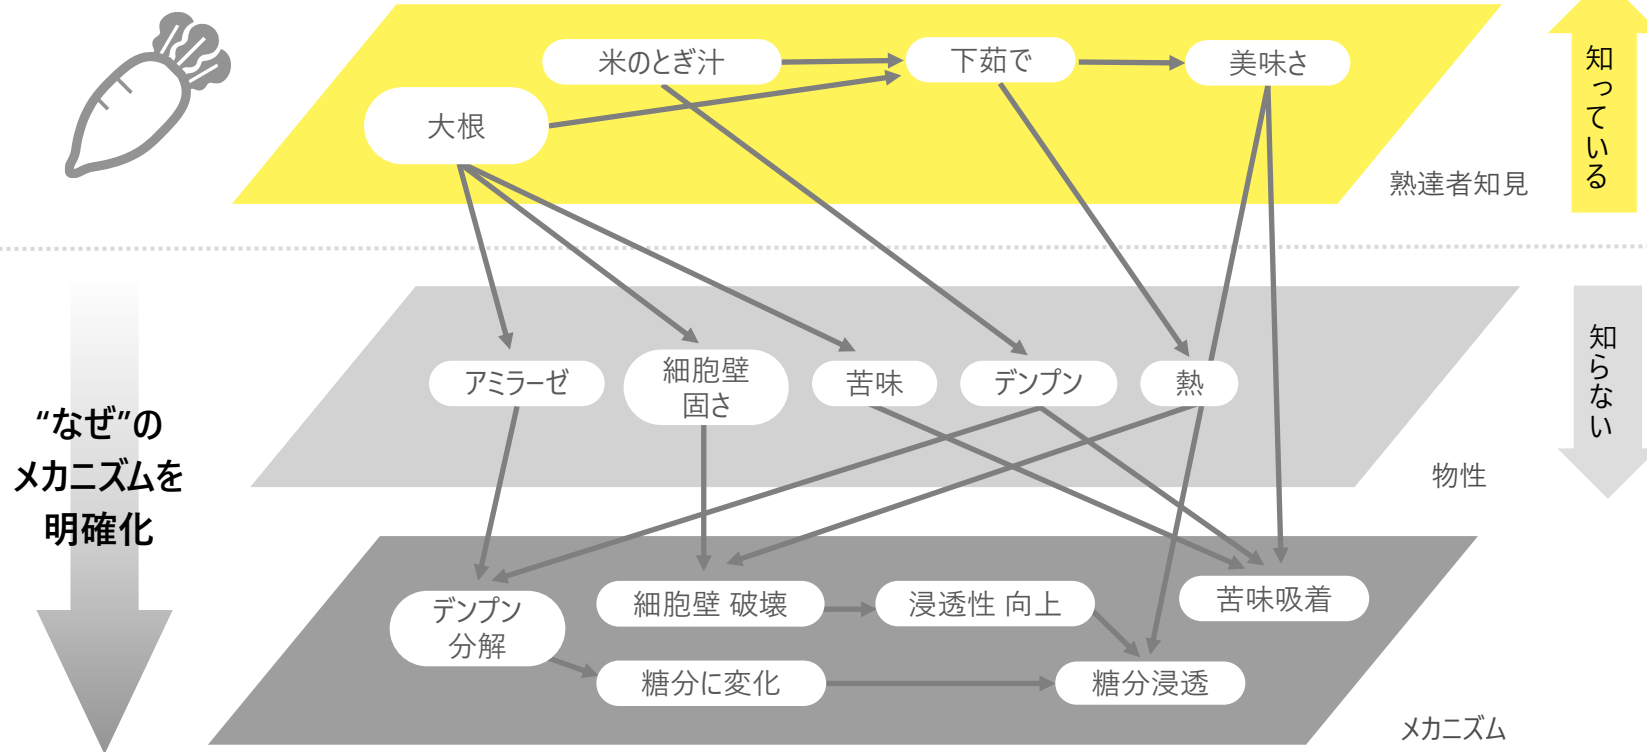 米のとぎ汁
下茹で
美味さ
大根
熟達者知見
知っている
アミラーゼ
細胞壁
固さ
苦味
デンプン
熱
知らない
物性
“なぜ”の
メカニズムを
明確化
デンプン
分解
細胞壁 破壊
浸透性 向上
苦味吸着
糖分に変化
糖分浸透
メカニズム